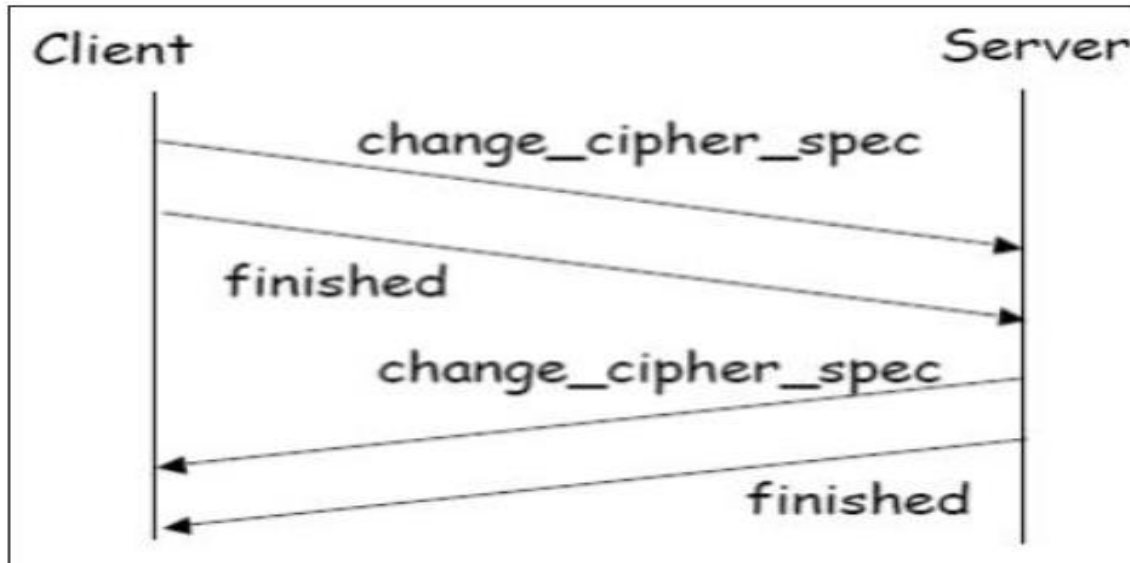 Client
Server
change_cipher_spec
finished
change_cipher_spec
finished